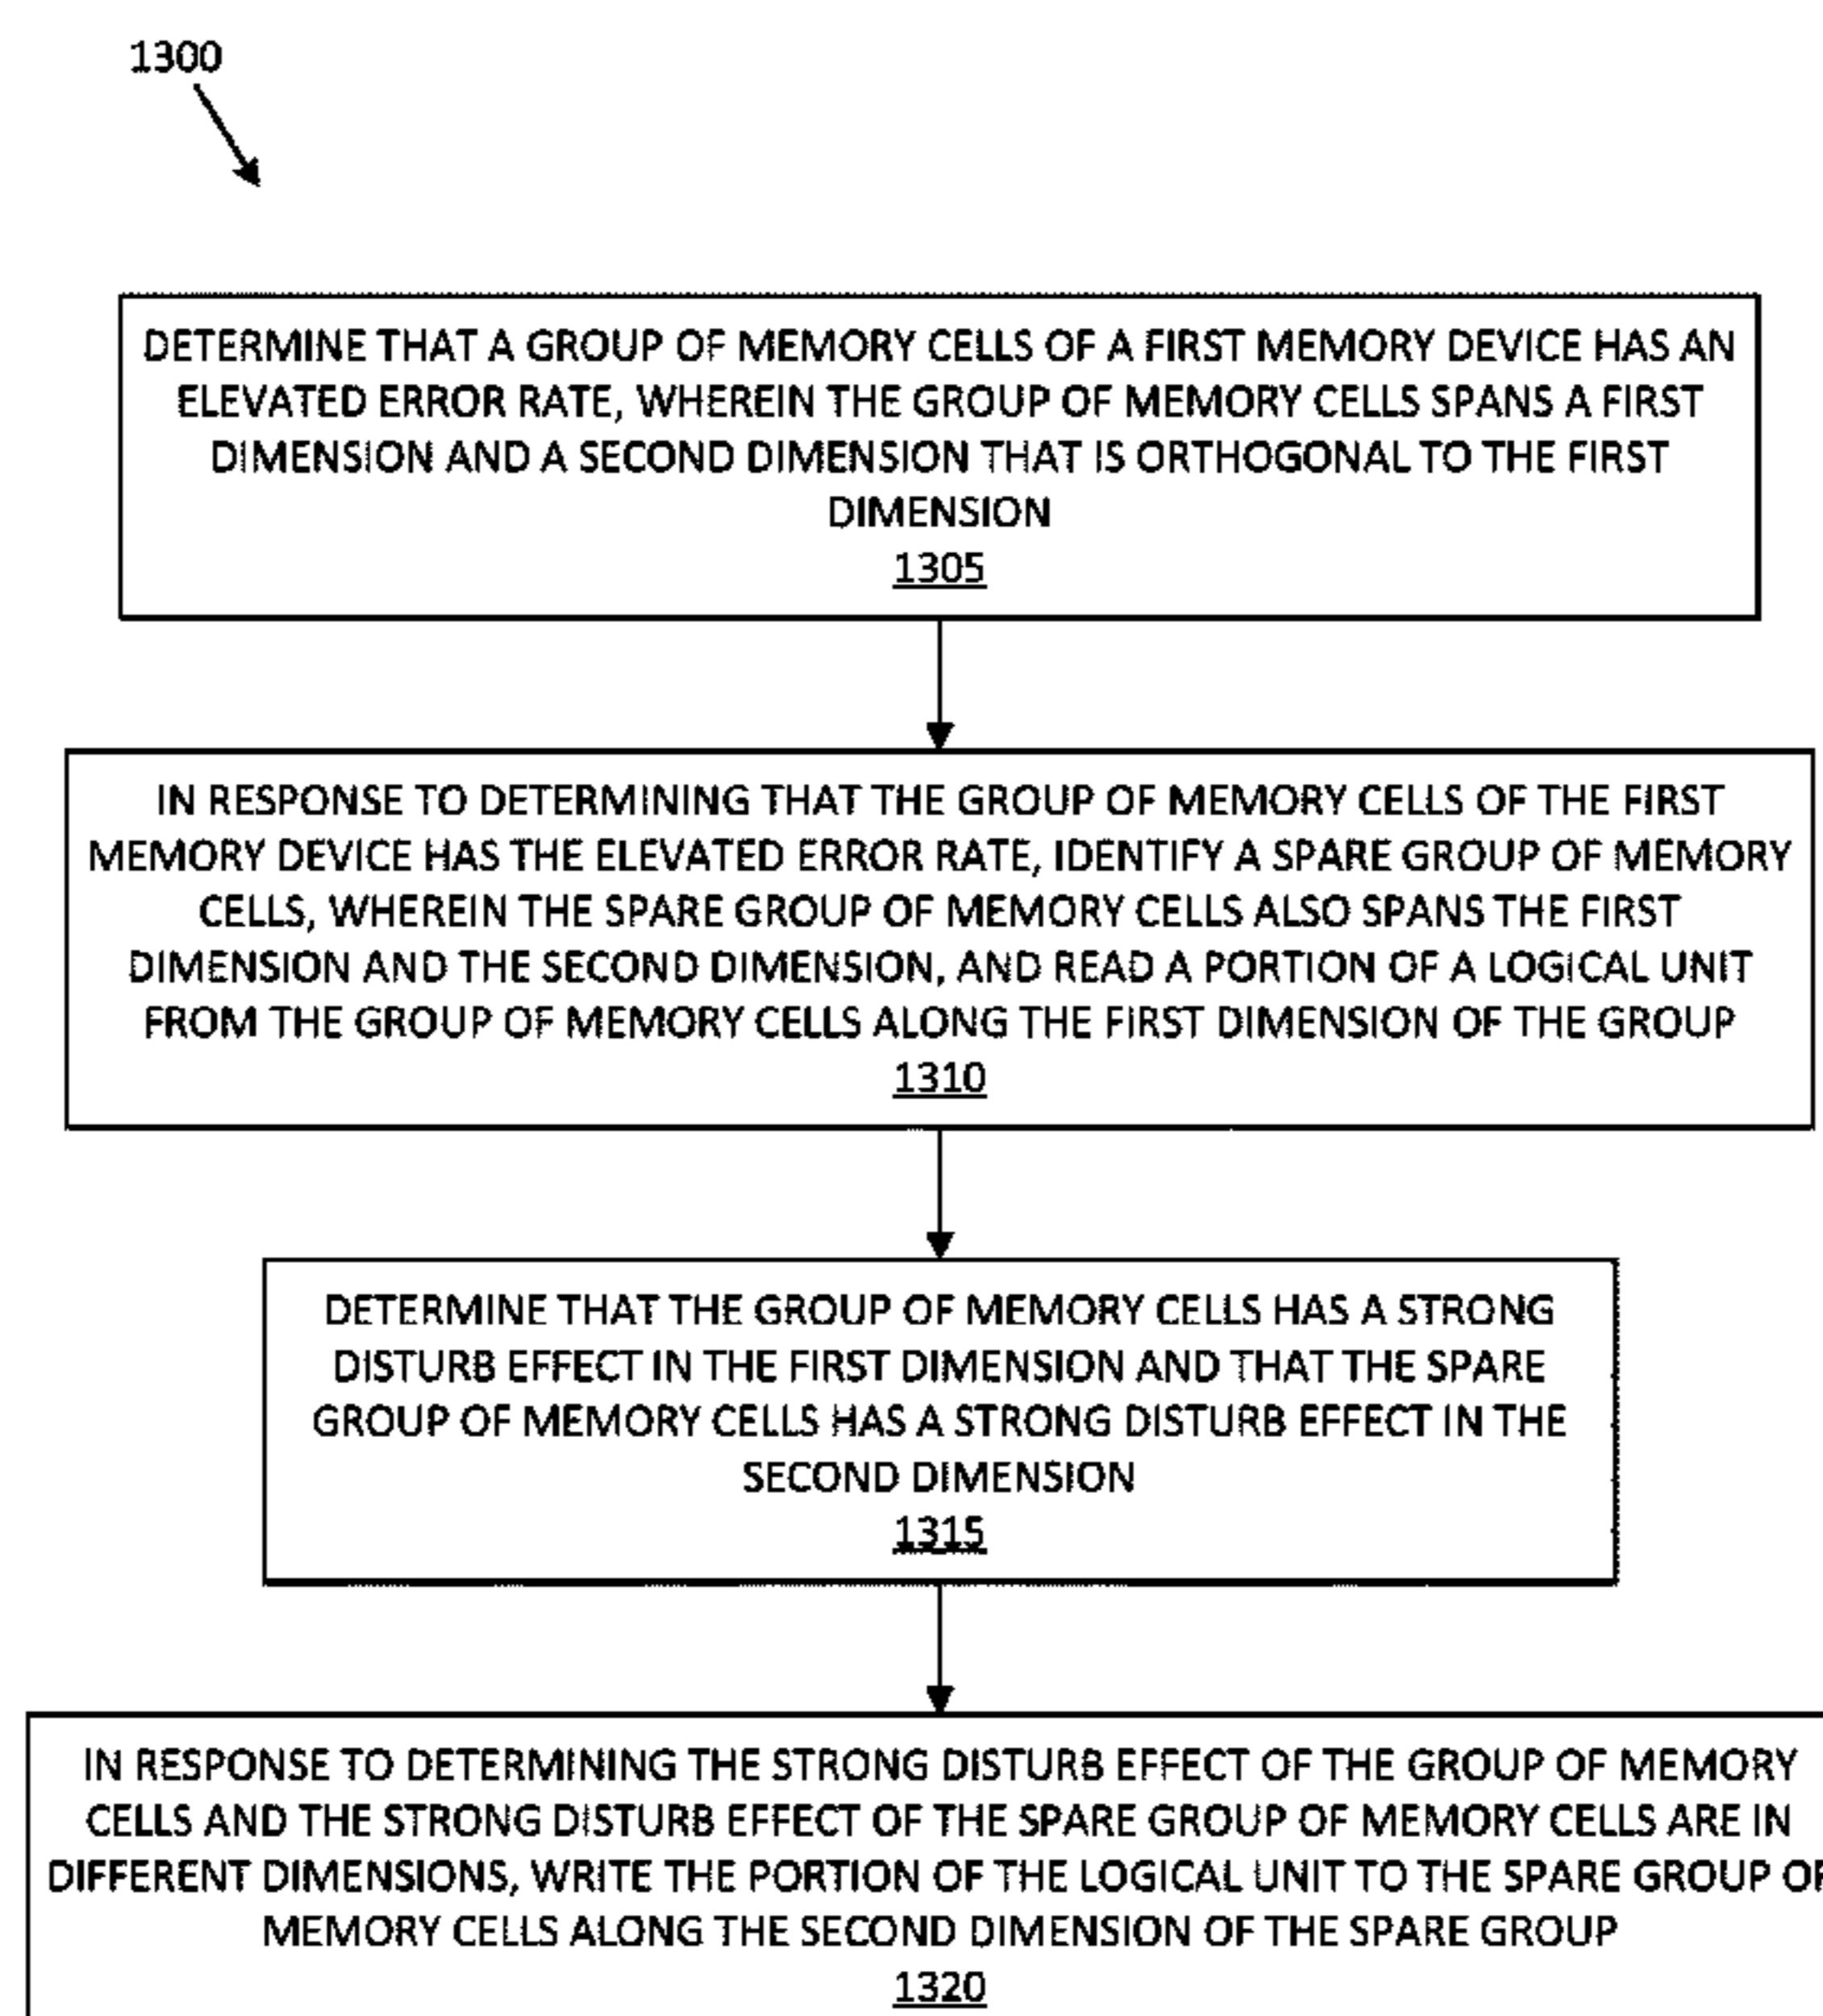 1300
DETERMINE THAT A GROUP OF MEMORY CELLS OF A FIRST MEMORY DEVICE HAS AN
ELEVATED ERROR RATE, WHEREIN THE GROUP OF MEMORY CELLS SPANS A FIRST
DIMENSION AND A SECOND DIMENSION THAT IS ORTHOGONAL TO THE FIRST
DIMENSION
1305
IN RESPONSE TO DETERMINING THAT THE GROUP OF MEMORY CELLS OF THE FIRST
MEMORY DEVICE HAS THE ELEVATED ERROR RATE, IDENTIFY A SPARE GROUP OF MEMORY
CELLS, WHEREIN THE SPARE GROUP OF MEMORY CELLS ALSO SPANS THE FIRST
DIMENSION AND THE SECOND DIMENSION, AND READ A PORTION OF A LOGICAL UNIT
FROM THE GROUP OF MEMORY CELLS ALONG THE FIRST DIMENSION OF THE GROUP
1310
DETERMINE THAT THE GROUP OF MEMORY CELLS HAS A STRONG
DISTURB EFFECT IN THE FIRST DIMENSION AND THAT THE SPARE
GROUP OF MEMORY CELLS HAS A STRONG DISTURB EFFECT IN THE
SECOND DIMENSION
1315
IN RESPONSE TO DETERMINING THE STRONG DISTURB EFFECT OF THE GROUP OF MEMORY
CELLS AND THE STRONG DISTURB EFFECT OF THE SPARE GROUP OF MEMORY CELLS ARE IN
DIFFERENT DIMENSIONS, WRITE THE PORTION OF THE LOGICAL UNIT TO THE SPARE GROUP OF
MEMORY CELLS ALONG THE SECOND DIMENSION OF THE SPARE GROUP
1320